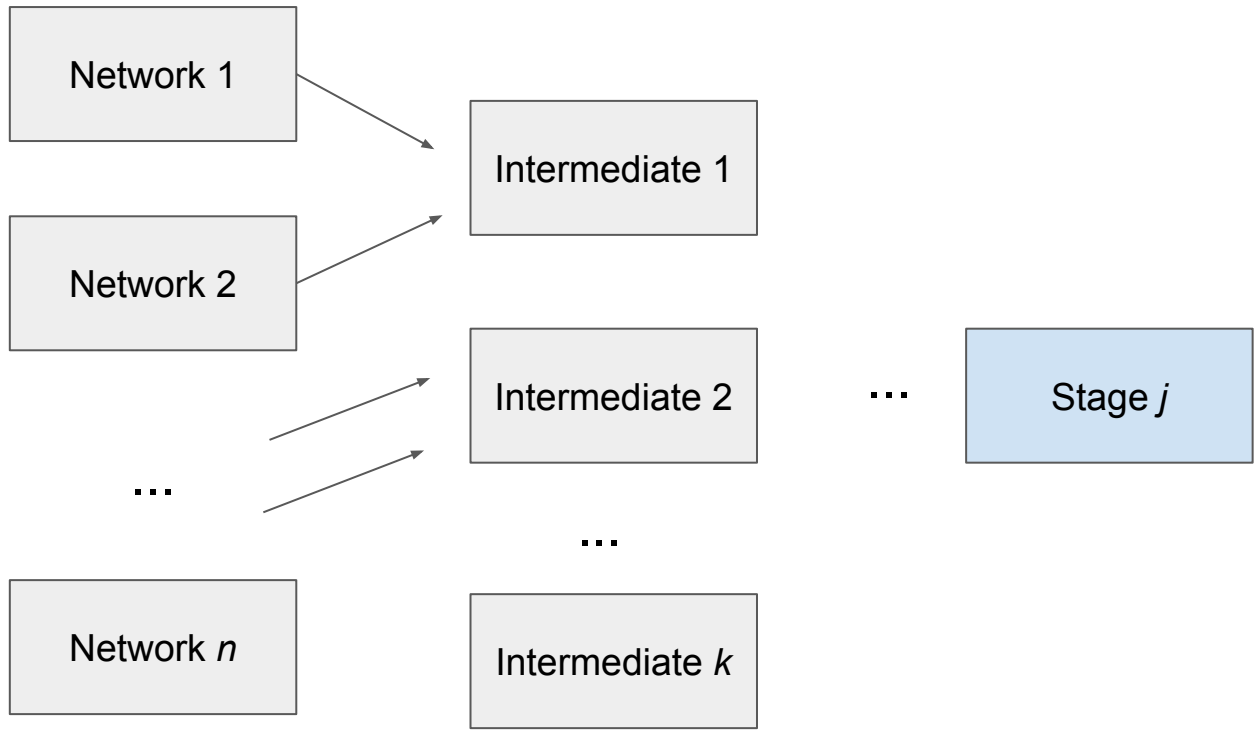 Network 1
Network 2
...
Network n
Intermediate 1
Intermediate 2
...
Intermediate k
...
Stage j